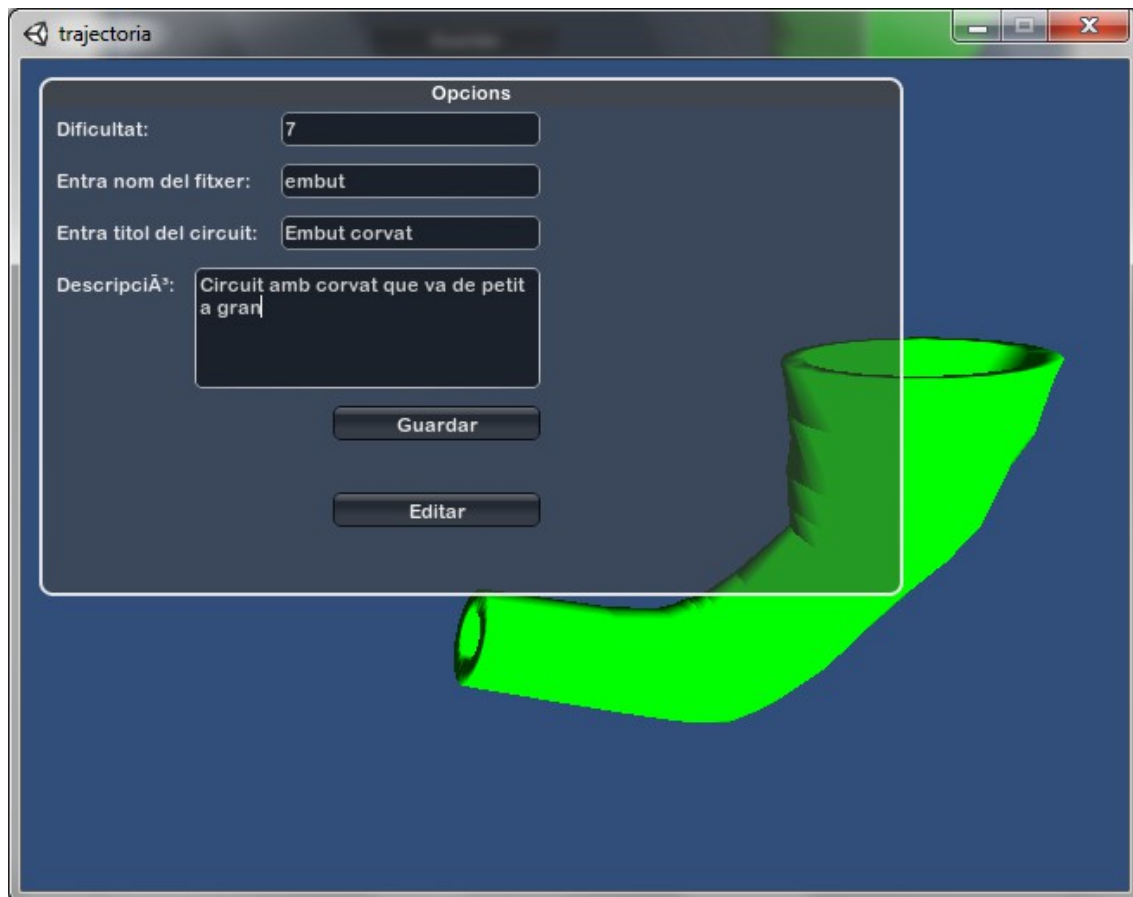 trajectoria
Opcions
Dificultat: 7
Entra nom del fitxer: embut
Entra titol del circuit: Embut corvat
DescripciÃ³: Circuit amb corvat que va de petit
a gran
Guardar
Editar